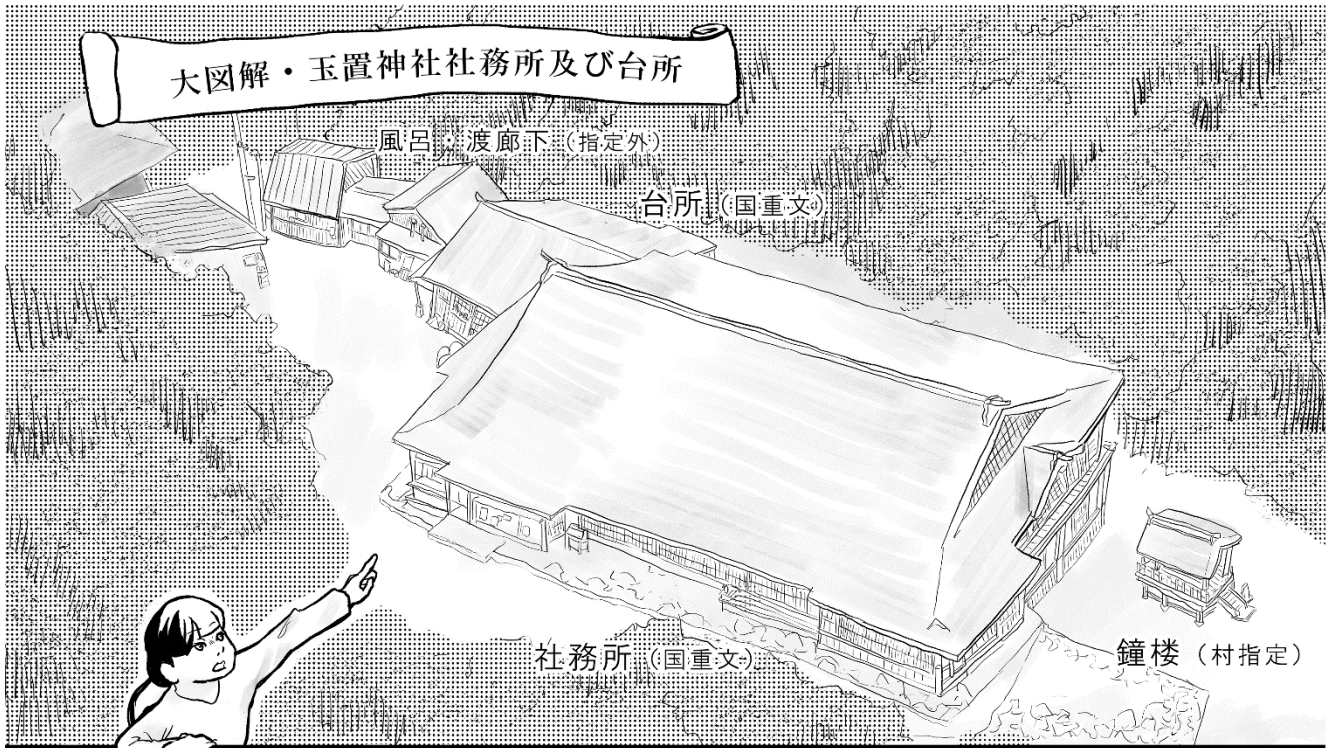 大図解・玉置神社社務所及び台所
風呂・渡廊下（指定外）
台所（国重文）
社務所（国重文）
鐘楼（村指定）